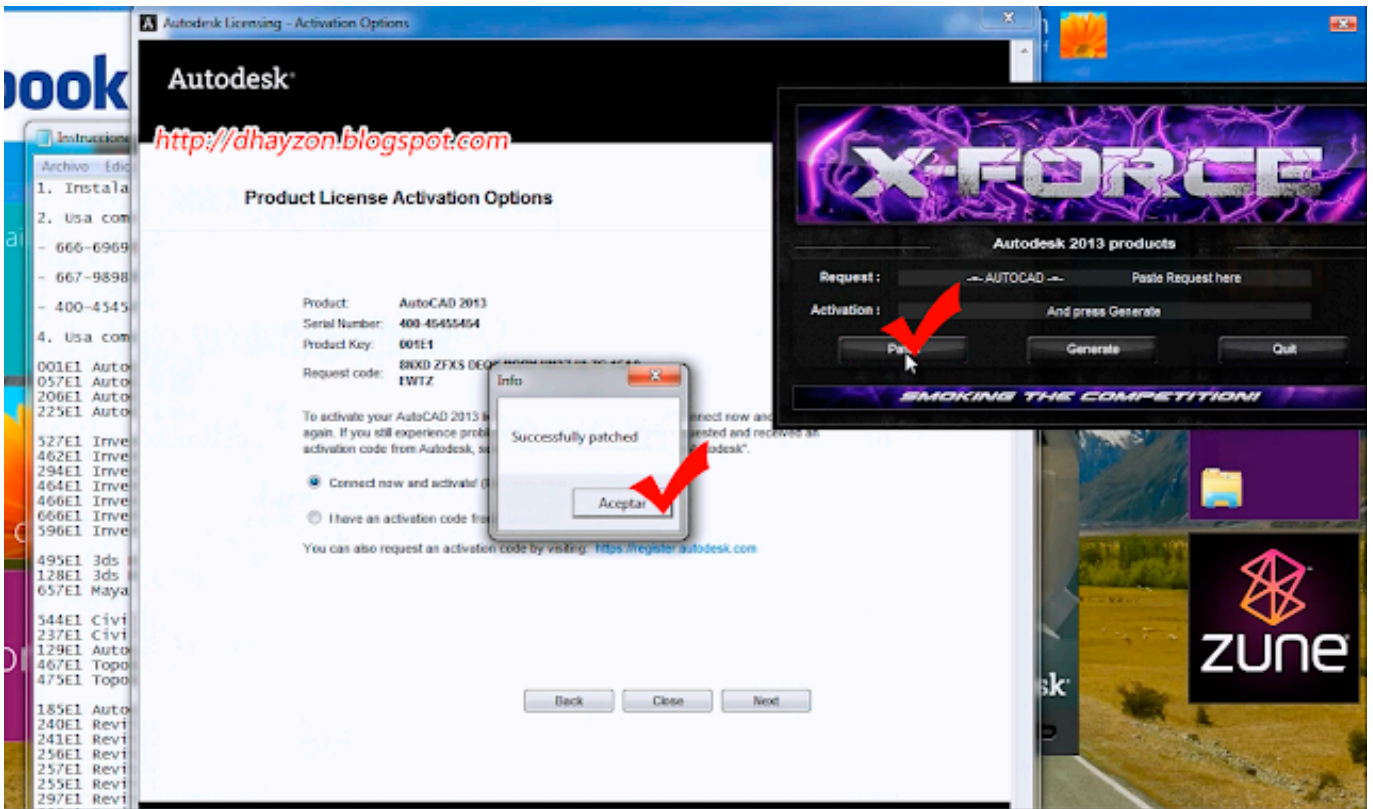 Autodesk Licensing - Activation Options
ook
Autodesk
http://dhayzon.blogspot.com
Product License Activation Options
Product: AutoCAD 2013
Serial Number: 400-45455454
Product Key: 001E1
Request code: 8NXD ZFXS
EWTZ
To activate your AutoCAD 2013
again. If you still experience
activation code from Autodesk,
Connect now and activate!
I have an activation code
You can also request an activation code by visiting: https://register.autodesk.com
Back
Close
Next
Info
Successfully patched
Aceptar
X-FORCE
Autodesk 2013 products
Request :
AUTOCAD
Paste Request here
Activation :
And press Generate
Generate
Quit
SMOKING THE COMPETITION!
Archivo
1. Instala
2. Usa com
- 666-6969
- 667-9898
- 400-4545
4. Usa com
001E1 Auto
057E1 Auto
206E1 Auto
225E1 Auto
527E1 Inve
462E1 Inve
294E1 Inve
464E1 Inve
466E1 Inve
666E1 Inve
596E1 Inve
495E1 3ds
128E1 3ds
657E1 Maya
544E1 Civi
237E1 Civi
129E1 Auto
467E1 Topo
475E1 Topo
185E1 Auto
240E1 Revi
241E1 Revi
256E1 Revi
257E1 Revi
255E1 Revi
297E1 Revi
zune
sk